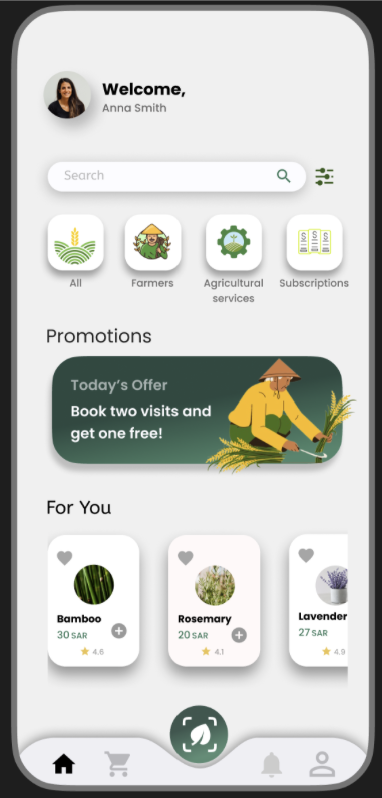 Welcome,
Anna Smith
Search
All
Farmers
Agricultural
services
Subscriptions
Promotions
Today's Offer
Book two visits and
get one free!
For You
Bamboo
30 SAR
4.6
Rosemary
20 SAR
4.1
Lavender
27 SAR
4.9